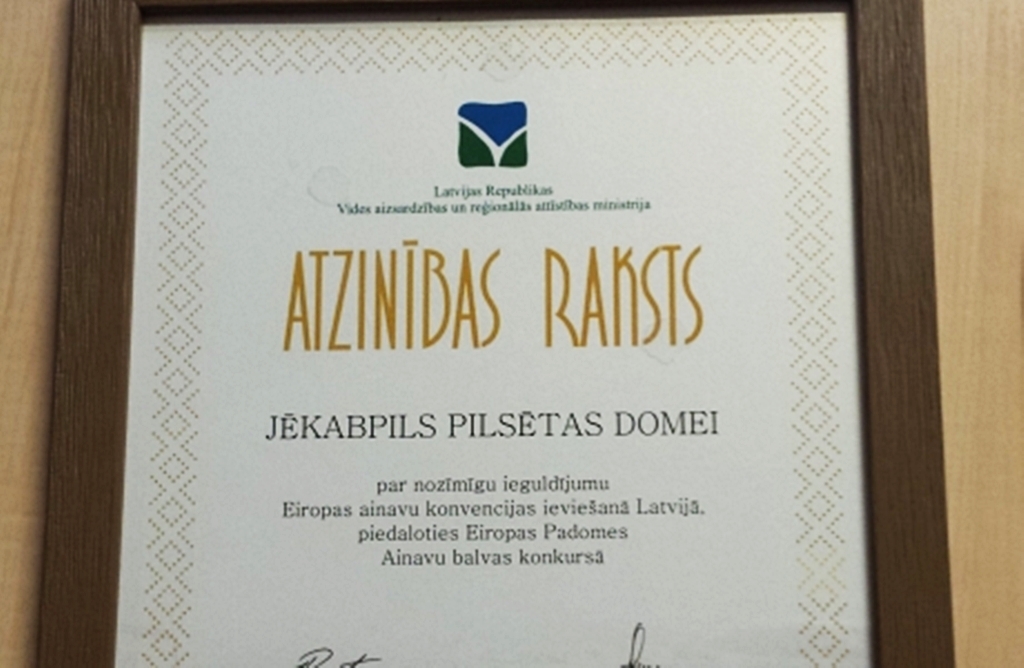 Latvijas Republikas
Vides aizsardzības un reģionālās attīstības ministrija
ATZINĪBAS RAKSTS
JĒKABPILS PILSĒTAS DOMEI
par nozīmīgu ieguldījumu
Eiropas ainavu konvencijas ieviešanā Latvijā,
piedaloties Eiropas Padomes
Ainavu balvas konkursā